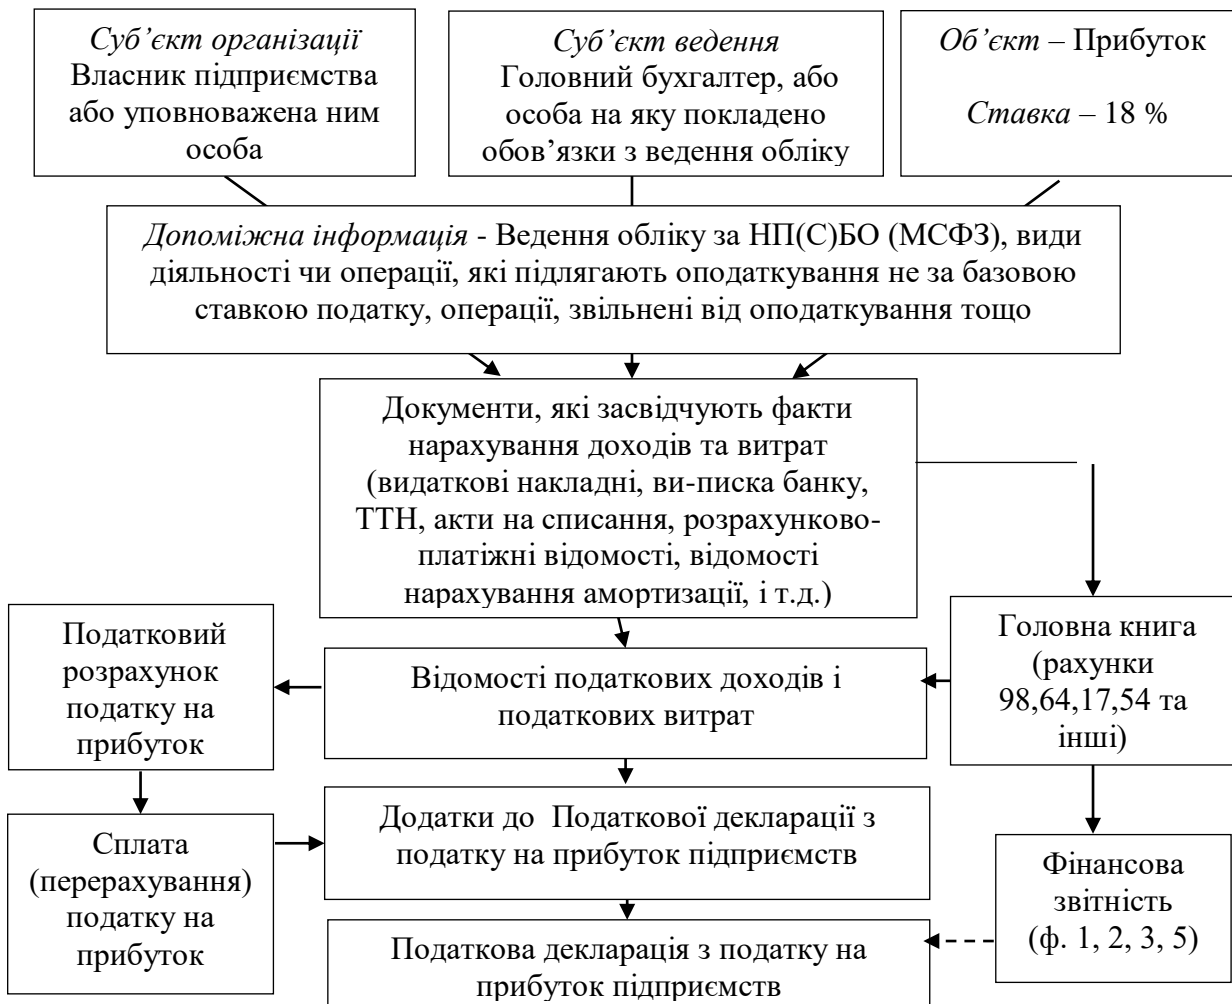 Суб’єкт організації
Власник підприємства
або уповноважена ним
особа
Суб’єкт ведення
Головний бухгалтер, або
особа на яку покладено
обов’язки з ведення обліку
Об’єкт – Прибуток
Ставка – 18 %
Допоміжна інформація - Ведення обліку за НП(С)БО (МСФЗ), види
діяльності чи операції, які підлягають оподаткування не за базовою
ставкою податку, операції, звільнені від оподаткування тощо
Документи, які засвідчують факти
нарахування доходів та витрат
(видаткові накладні, ви-писка банку,
ТТН, акти на списання, розрахунково-
платіжні відомості, відомості
нарахування амортизації, і т.д.)
Податковий
розрахунок
податку на
прибуток
Відомості податкових доходів і
податкових витрат
Головна книга
(рахунки
98,64,17,54 та
інші)
Сплата
(перерахування)
податку на
прибуток
Додатки до Податкової декларації з
податку на прибуток підприємств
Фінансова
звітність
(ф. 1, 2, 3, 5)
Податкова декларація з податку на
прибуток підприємств